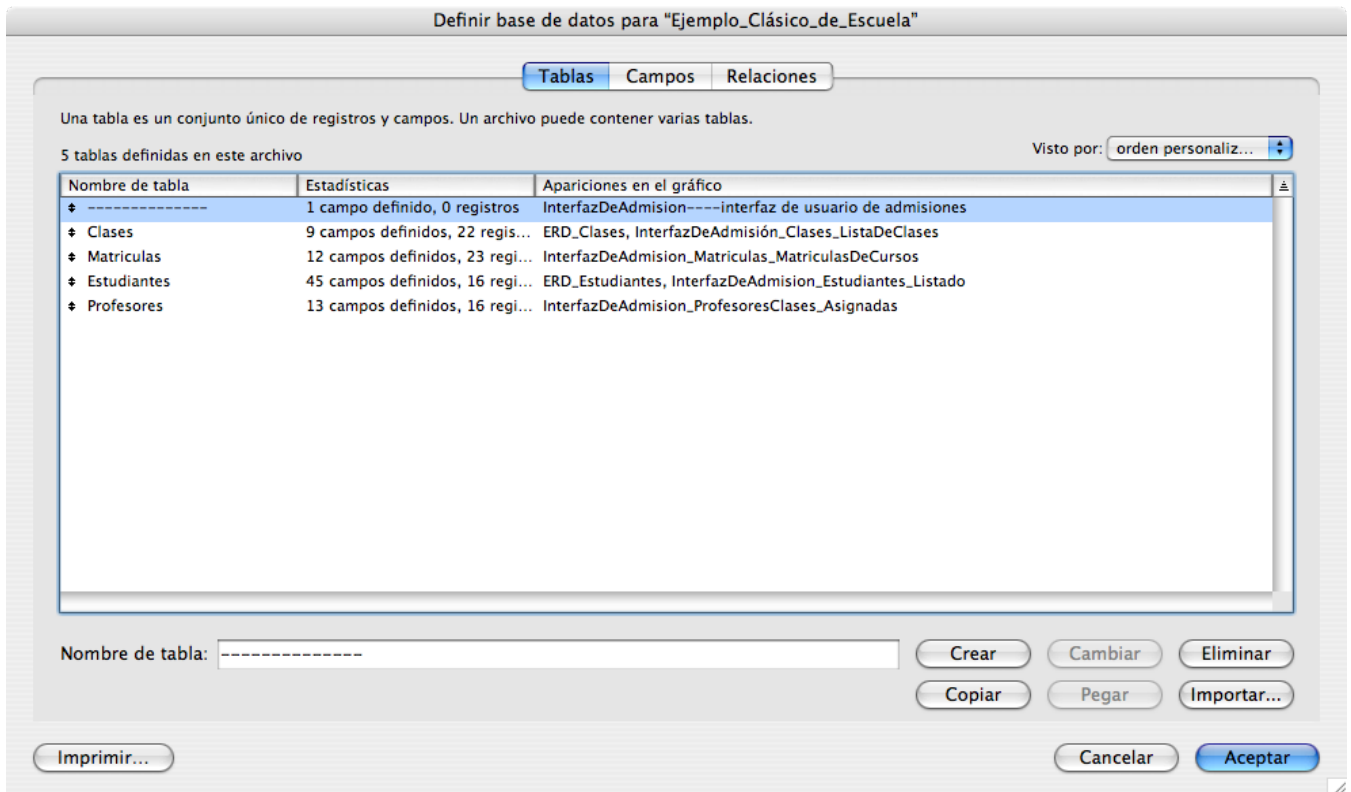 Definir base de datos para “Ejemplo_Clásico_de_Escuela”
Tablas Campos Relaciones
Una tabla es un conjunto único de registros y campos. Un archivo puede contener varias tablas.
5 tablas definidas en este archivo Visto por: orden personaliz...
Nombre de tabla Estadísticas Apariciones en el gráfico
-------------- 1 campo definido, 0 registros InterfazDeAdmision----interfaz de usuario de admisiones
Clases 9 campos definidos, 22 regis... ERD_Clases, InterfazDeAdmisión_Clases_ListaDeClases
Matriculas 12 campos definidos, 23 regi... InterfazDeAdmision_Matriculas_MatriculasDeCursos
Estudiantes 45 campos definidos, 16 regi... ERD_Estudiantes, InterfazDeAdmision_Estudiantes_Listado
Profesores 13 campos definidos, 16 regi... InterfazDeAdmision_ProfesoresClases_Asignadas
Nombre de tabla: -------------- Crear Cambiar Eliminar
Copiar Pegar Importar...
Imprimir... Cancelar Aceptar